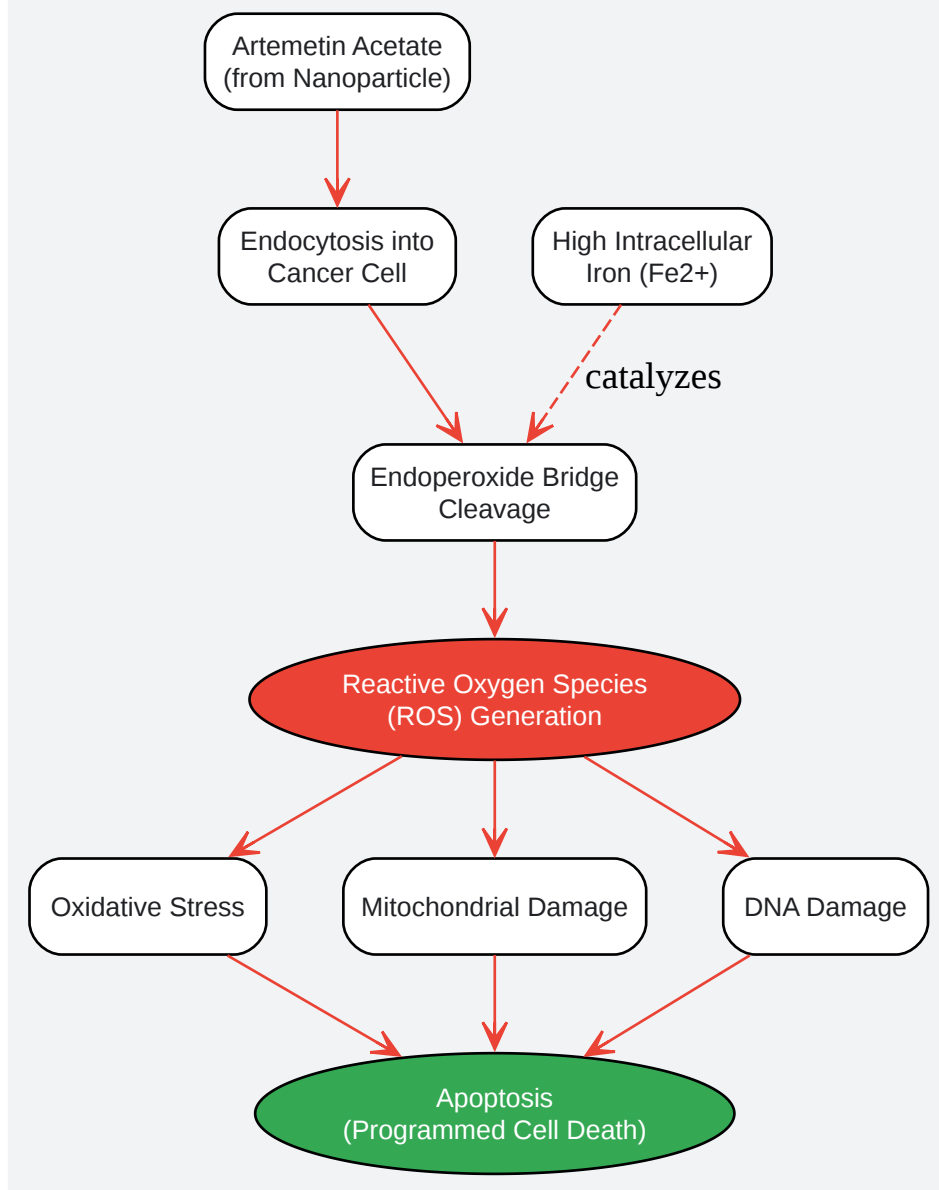 Artemetin Acetate
(from Nanoparticle)
Endocytosis into
Cancer Cell
High Intracellular
Iron (Fe2+)
catalyzes
Endoperoxide Bridge
Cleavage
Reactive Oxygen Species
(ROS) Generation
Oxidative Stress
Mitochondrial Damage
DNA Damage
Apoptosis
(Programmed Cell Death)